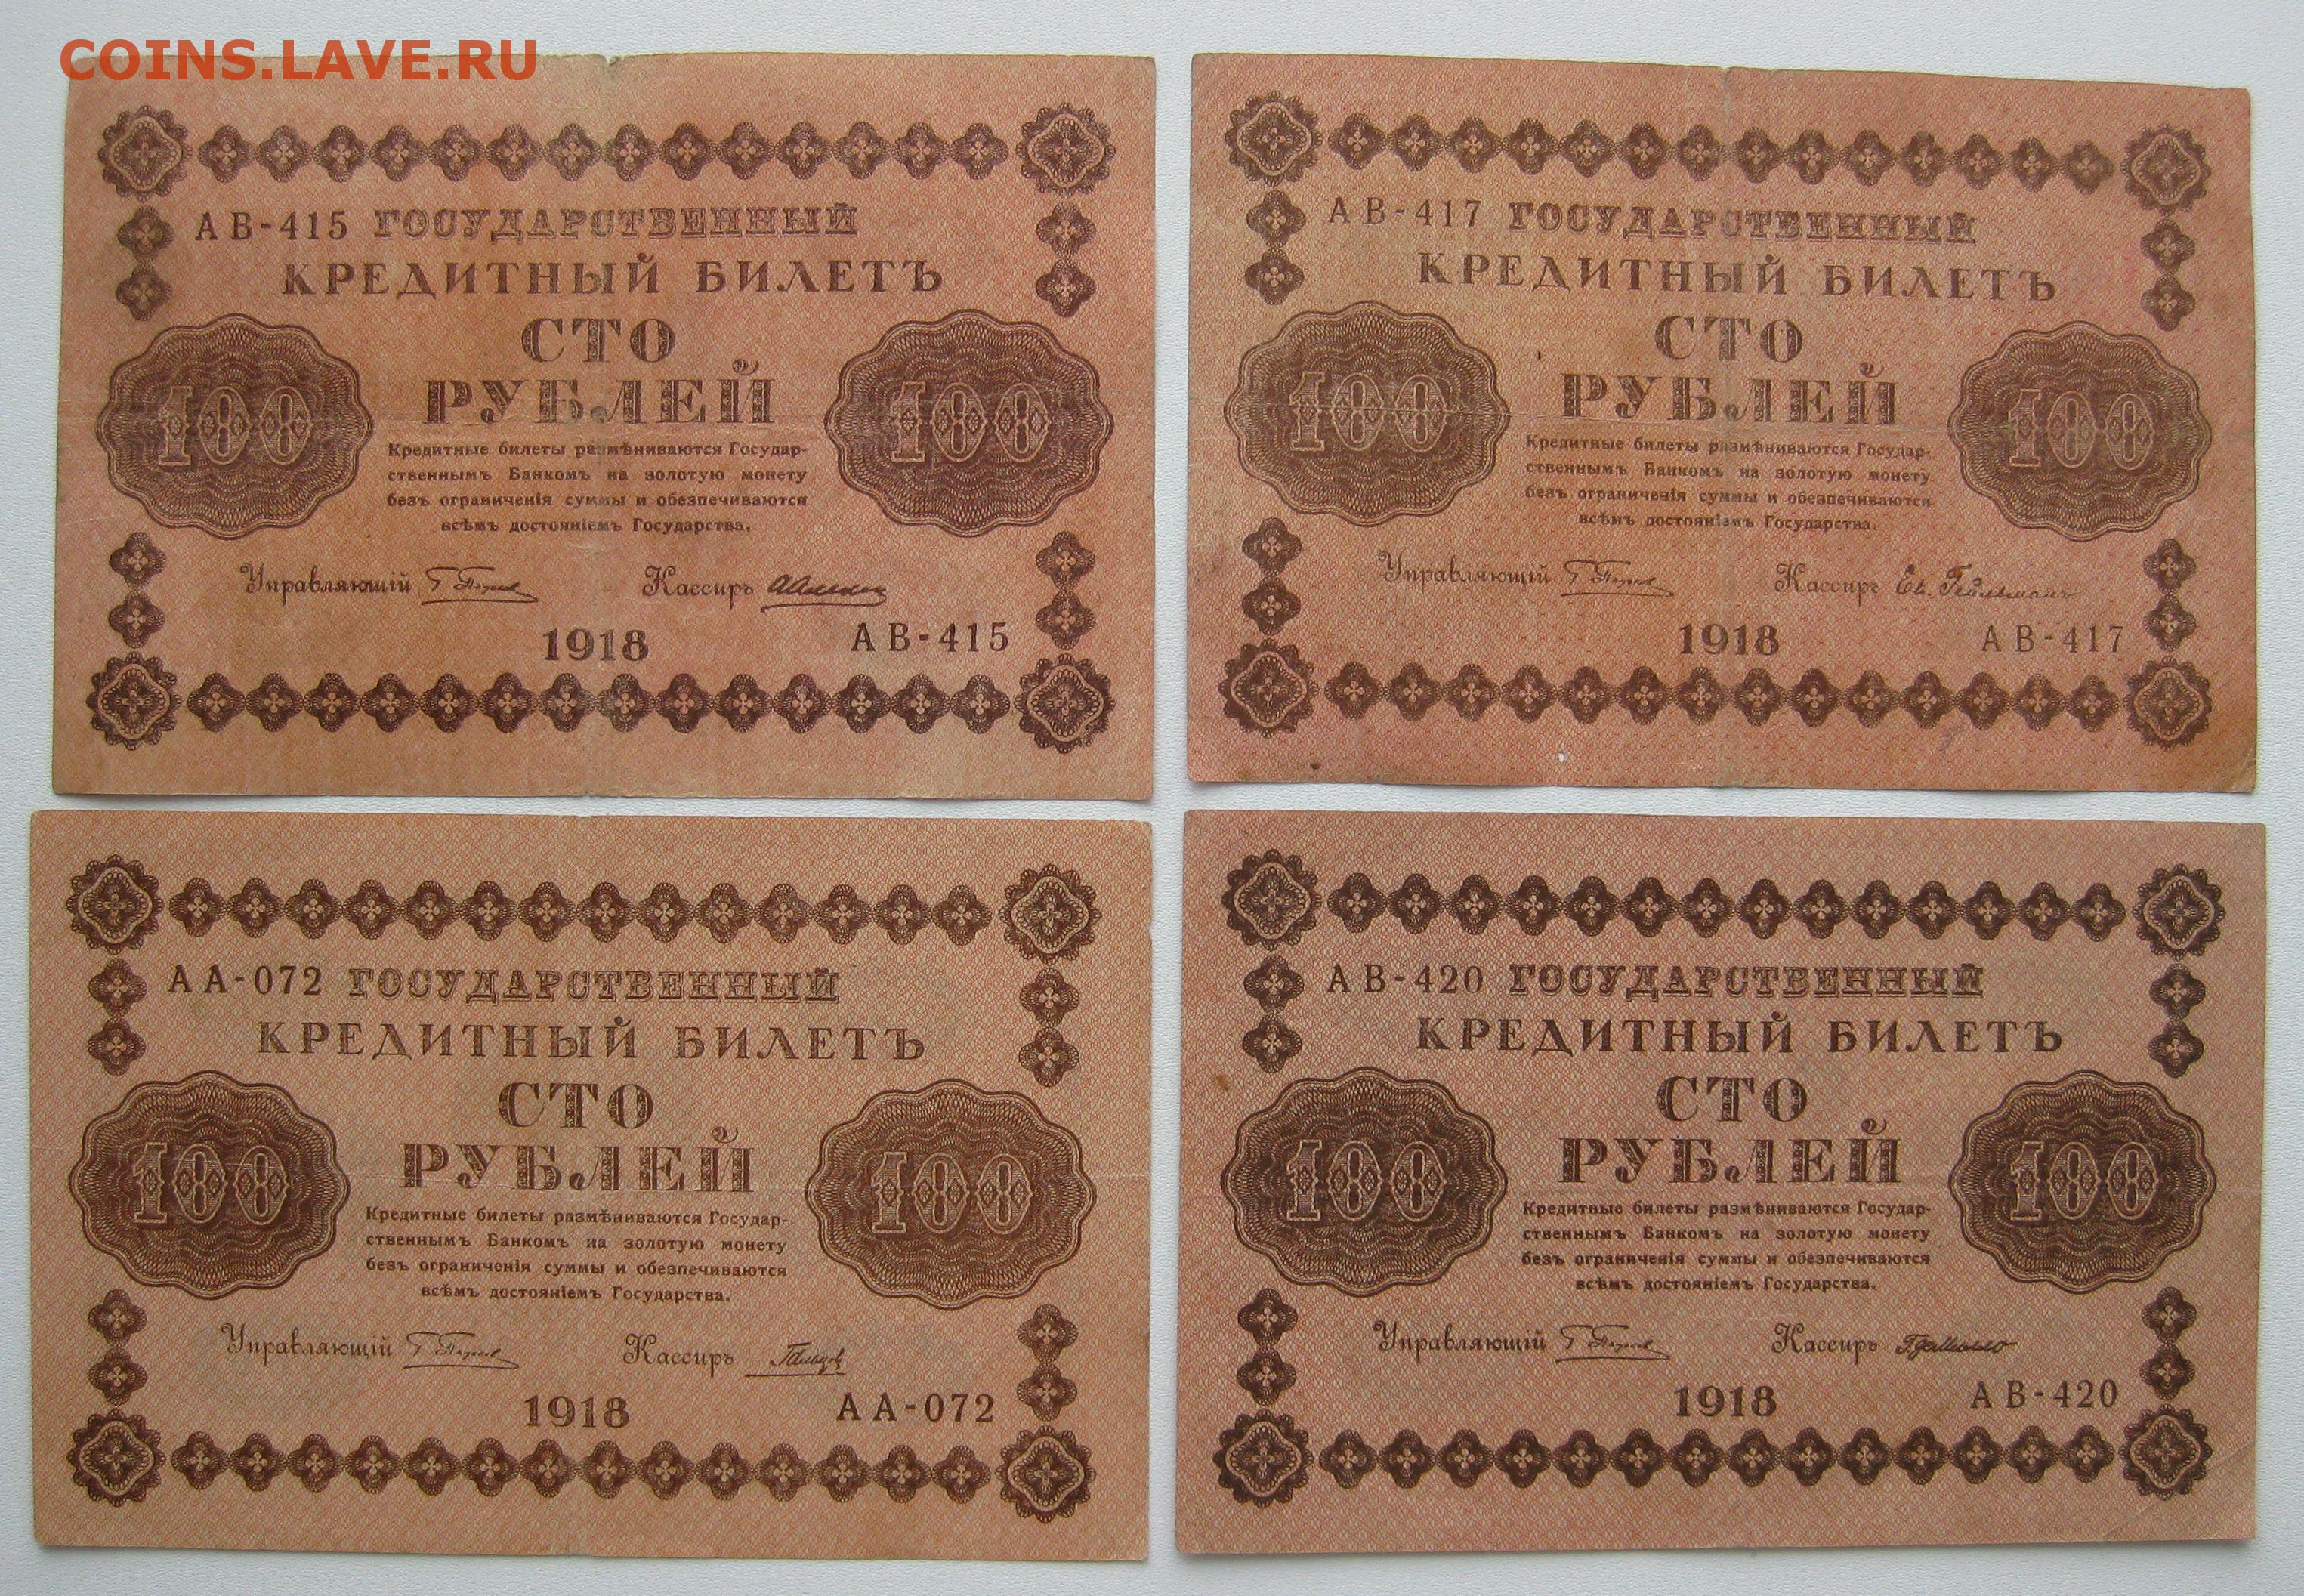 COINS.LAVE.RU
АВ-415 ГОСУДАРСТВЕННЫЙ
КРЕДИТНЫЙ БИЛЕТЪ
СТО
РУБЛЕЙ
100 100
Кредитные билеты размѣниваются Государ-
ственнымъ Банкомъ на золотую монету
безъ ограниченія суммы и обезпечиваются
всѣмъ достояніемъ Государства.
Управляющій Кассиръ
1918 АВ-415
АВ-417 ГОСУДАРСТВЕННЫЙ
КРЕДИТНЫЙ БИЛЕТЪ
СТО
РУБЛЕЙ
100 100
Кредитные билеты размѣниваются Государ-
ственнымъ Банкомъ на золотую монету
безъ ограниченія суммы и обезпечиваются
всѣмъ достояніемъ Государства.
Управляющій Кассиръ Ев. Гейльманъ
1918 АВ-417
АА-072 ГОСУДАРСТВЕННЫЙ
КРЕДИТНЫЙ БИЛЕТЪ
СТО
РУБЛЕЙ
100 100
Кредитные билеты размѣниваются Государ-
ственнымъ Банкомъ на золотую монету
безъ ограниченія суммы и обезпечиваются
всѣмъ достояніемъ Государства.
Управляющій Кассиръ
1918 АА-072
АВ-420 ГОСУДАРСТВЕННЫЙ
КРЕДИТНЫЙ БИЛЕТЪ
СТО
РУБЛЕЙ
100 100
Кредитные билеты размѣниваются Государ-
ственнымъ Банкомъ на золотую монету
безъ ограниченія суммы и обезпечиваются
всѣмъ достояніемъ Государства.
Управляющій Кассиръ
1918 АВ-420